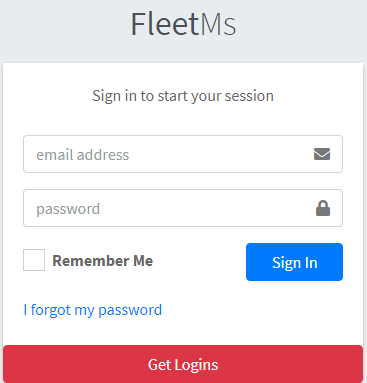 FleetMs
Sign in to start your session
email address
password
Remember Me
Sign In
I forgot my password
Get Logins